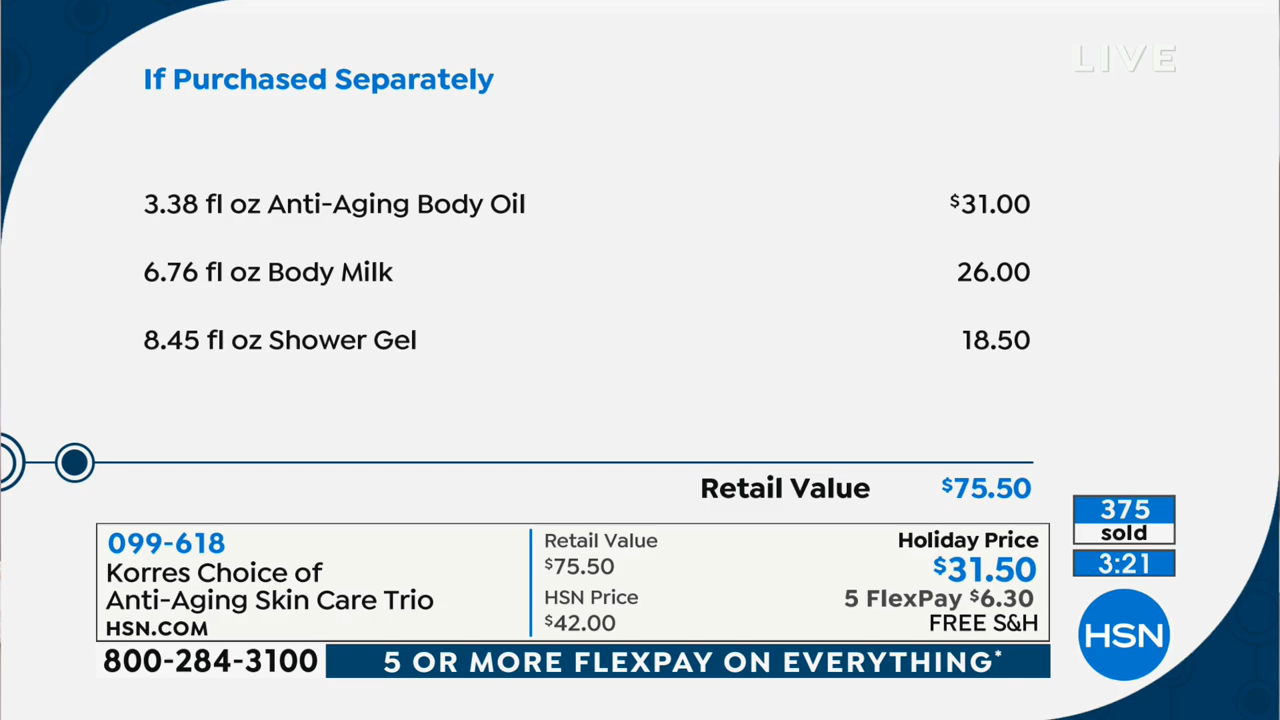 LIVE
If Purchased Separately
3.38 fl oz Anti-Aging Body Oil $31.00
6.76 fl oz Body Milk 26.00
8.45 fl oz Shower Gel 18.50
Retail Value $75.50
375
sold
3:21
HSN
099-618
Korres Choice of
Anti-Aging Skin Care Trio
HSN.COM
Retail Value
$75.50
HSN Price
$42.00
Holiday Price
$31.50
5 FlexPay $6.30
FREE S&H
800-284-3100 5 OR MORE FLEXPAY ON EVERYTHING*